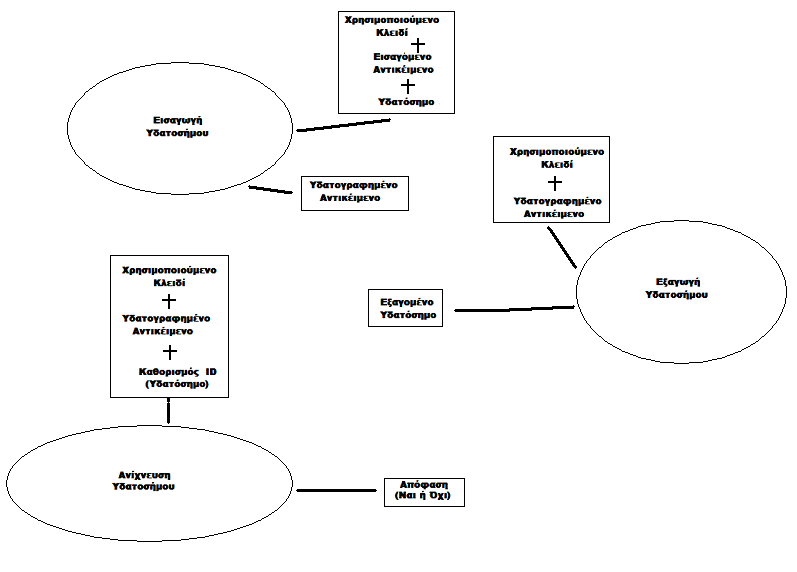 Χρησιμοποιούμενο
Κλειδί
+
Εισαγόμενο
Αντικείμενο
+
Υδατόσημο
Εισαγωγή
Υδατοσήμου
Υδατογραφημένο
Αντικείμενο
Χρησιμοποιούμενο
Κλειδί
+
Υδατογραφημένο
Αντικείμενο
Εξαγωγή
Υδατοσήμου
Εξαγομένο
Υδατόσημο
Χρησιμοποιούμενο
Κλειδί
+
Υδατογραφημένο
Αντικείμενο
+
Καθορισμός ID
(Υδατόσημο)
Ανίχνευση
Υδατοσήμου
Απόφαση
(Ναι ή Όχι)